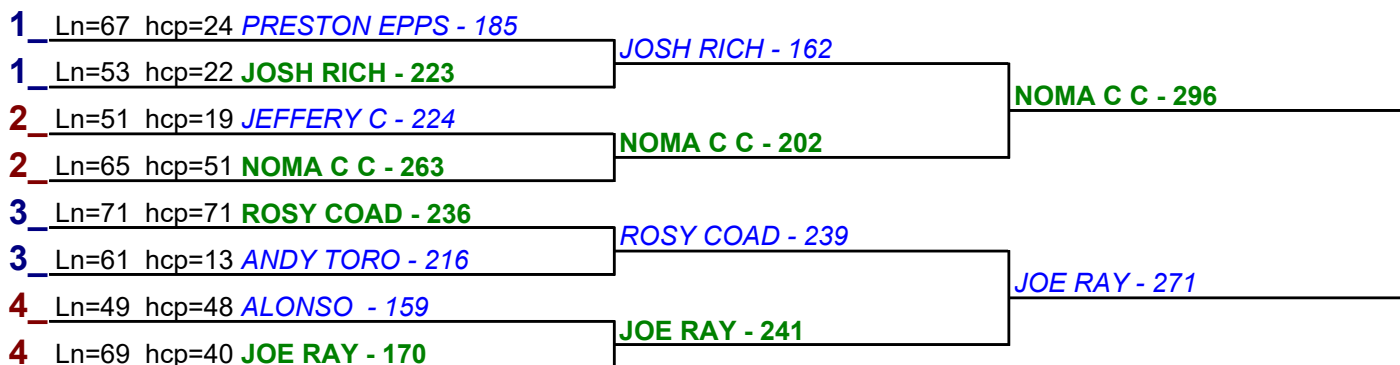 1_ Ln=67 hcp=24 PRESTON EPPS - 185
JOSH RICH - 162
1_ Ln=53 hcp=22 JOSH RICH - 223
NOMA C C - 296
2_ Ln=51 hcp=19 JEFFERY C - 224
NOMA C C - 202
2_ Ln=65 hcp=51 NOMA C C - 263
3_ Ln=71 hcp=71 ROSY COAD - 236
ROSY COAD - 239
3_ Ln=61 hcp=13 ANDY TORO - 216
JOE RAY - 271
4_ Ln=49 hcp=48 ALONSO - 159
JOE RAY - 241
4 Ln=69 hcp=40 JOE RAY - 170